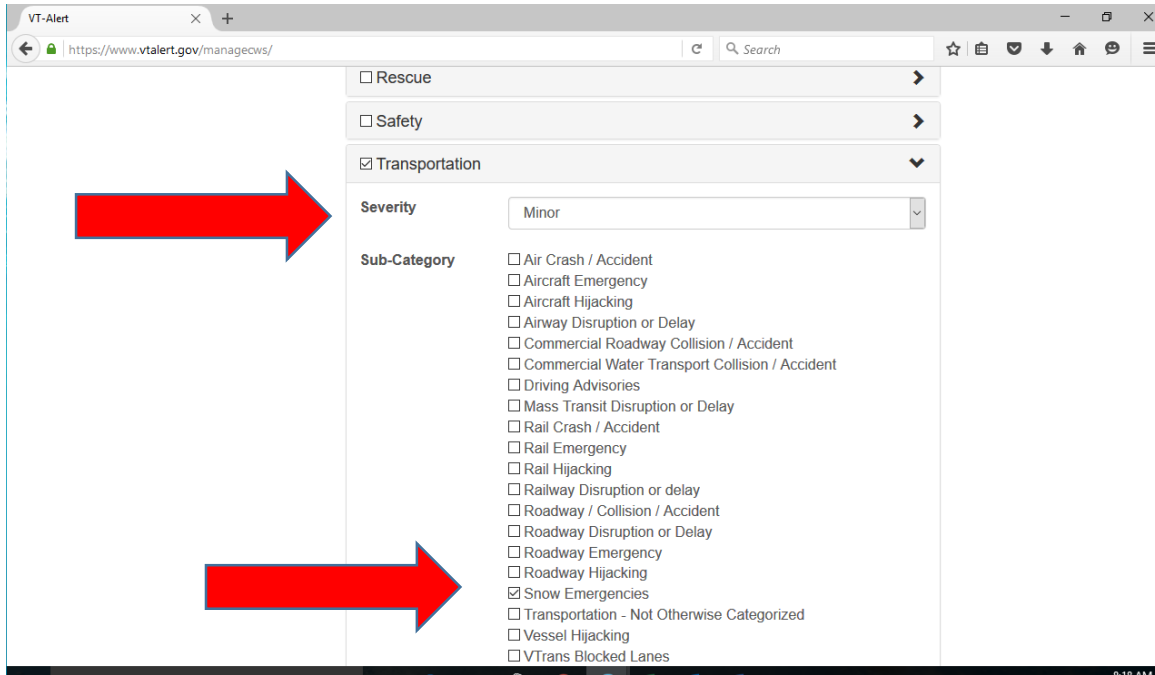 VT-Alert
https://www.vtalert.gov/managecws/
Search
Rescue
Safety
Transportation
Severity
Minor
Sub-Category
Air Crash / Accident
Aircraft Emergency
Aircraft Hijacking
Airway Disruption or Delay
Commercial Roadway Collision / Accident
Commercial Water Transport Collision / Accident
Driving Advisories
Mass Transit Disruption or Delay
Rail Crash / Accident
Rail Emergency
Rail Hijacking
Railway Disruption or delay
Roadway / Collision / Accident
Roadway Disruption or Delay
Roadway Emergency
Roadway Hijacking
Snow Emergencies
Transportation - Not Otherwise Categorized
Vessel Hijacking
VTrans Blocked Lanes